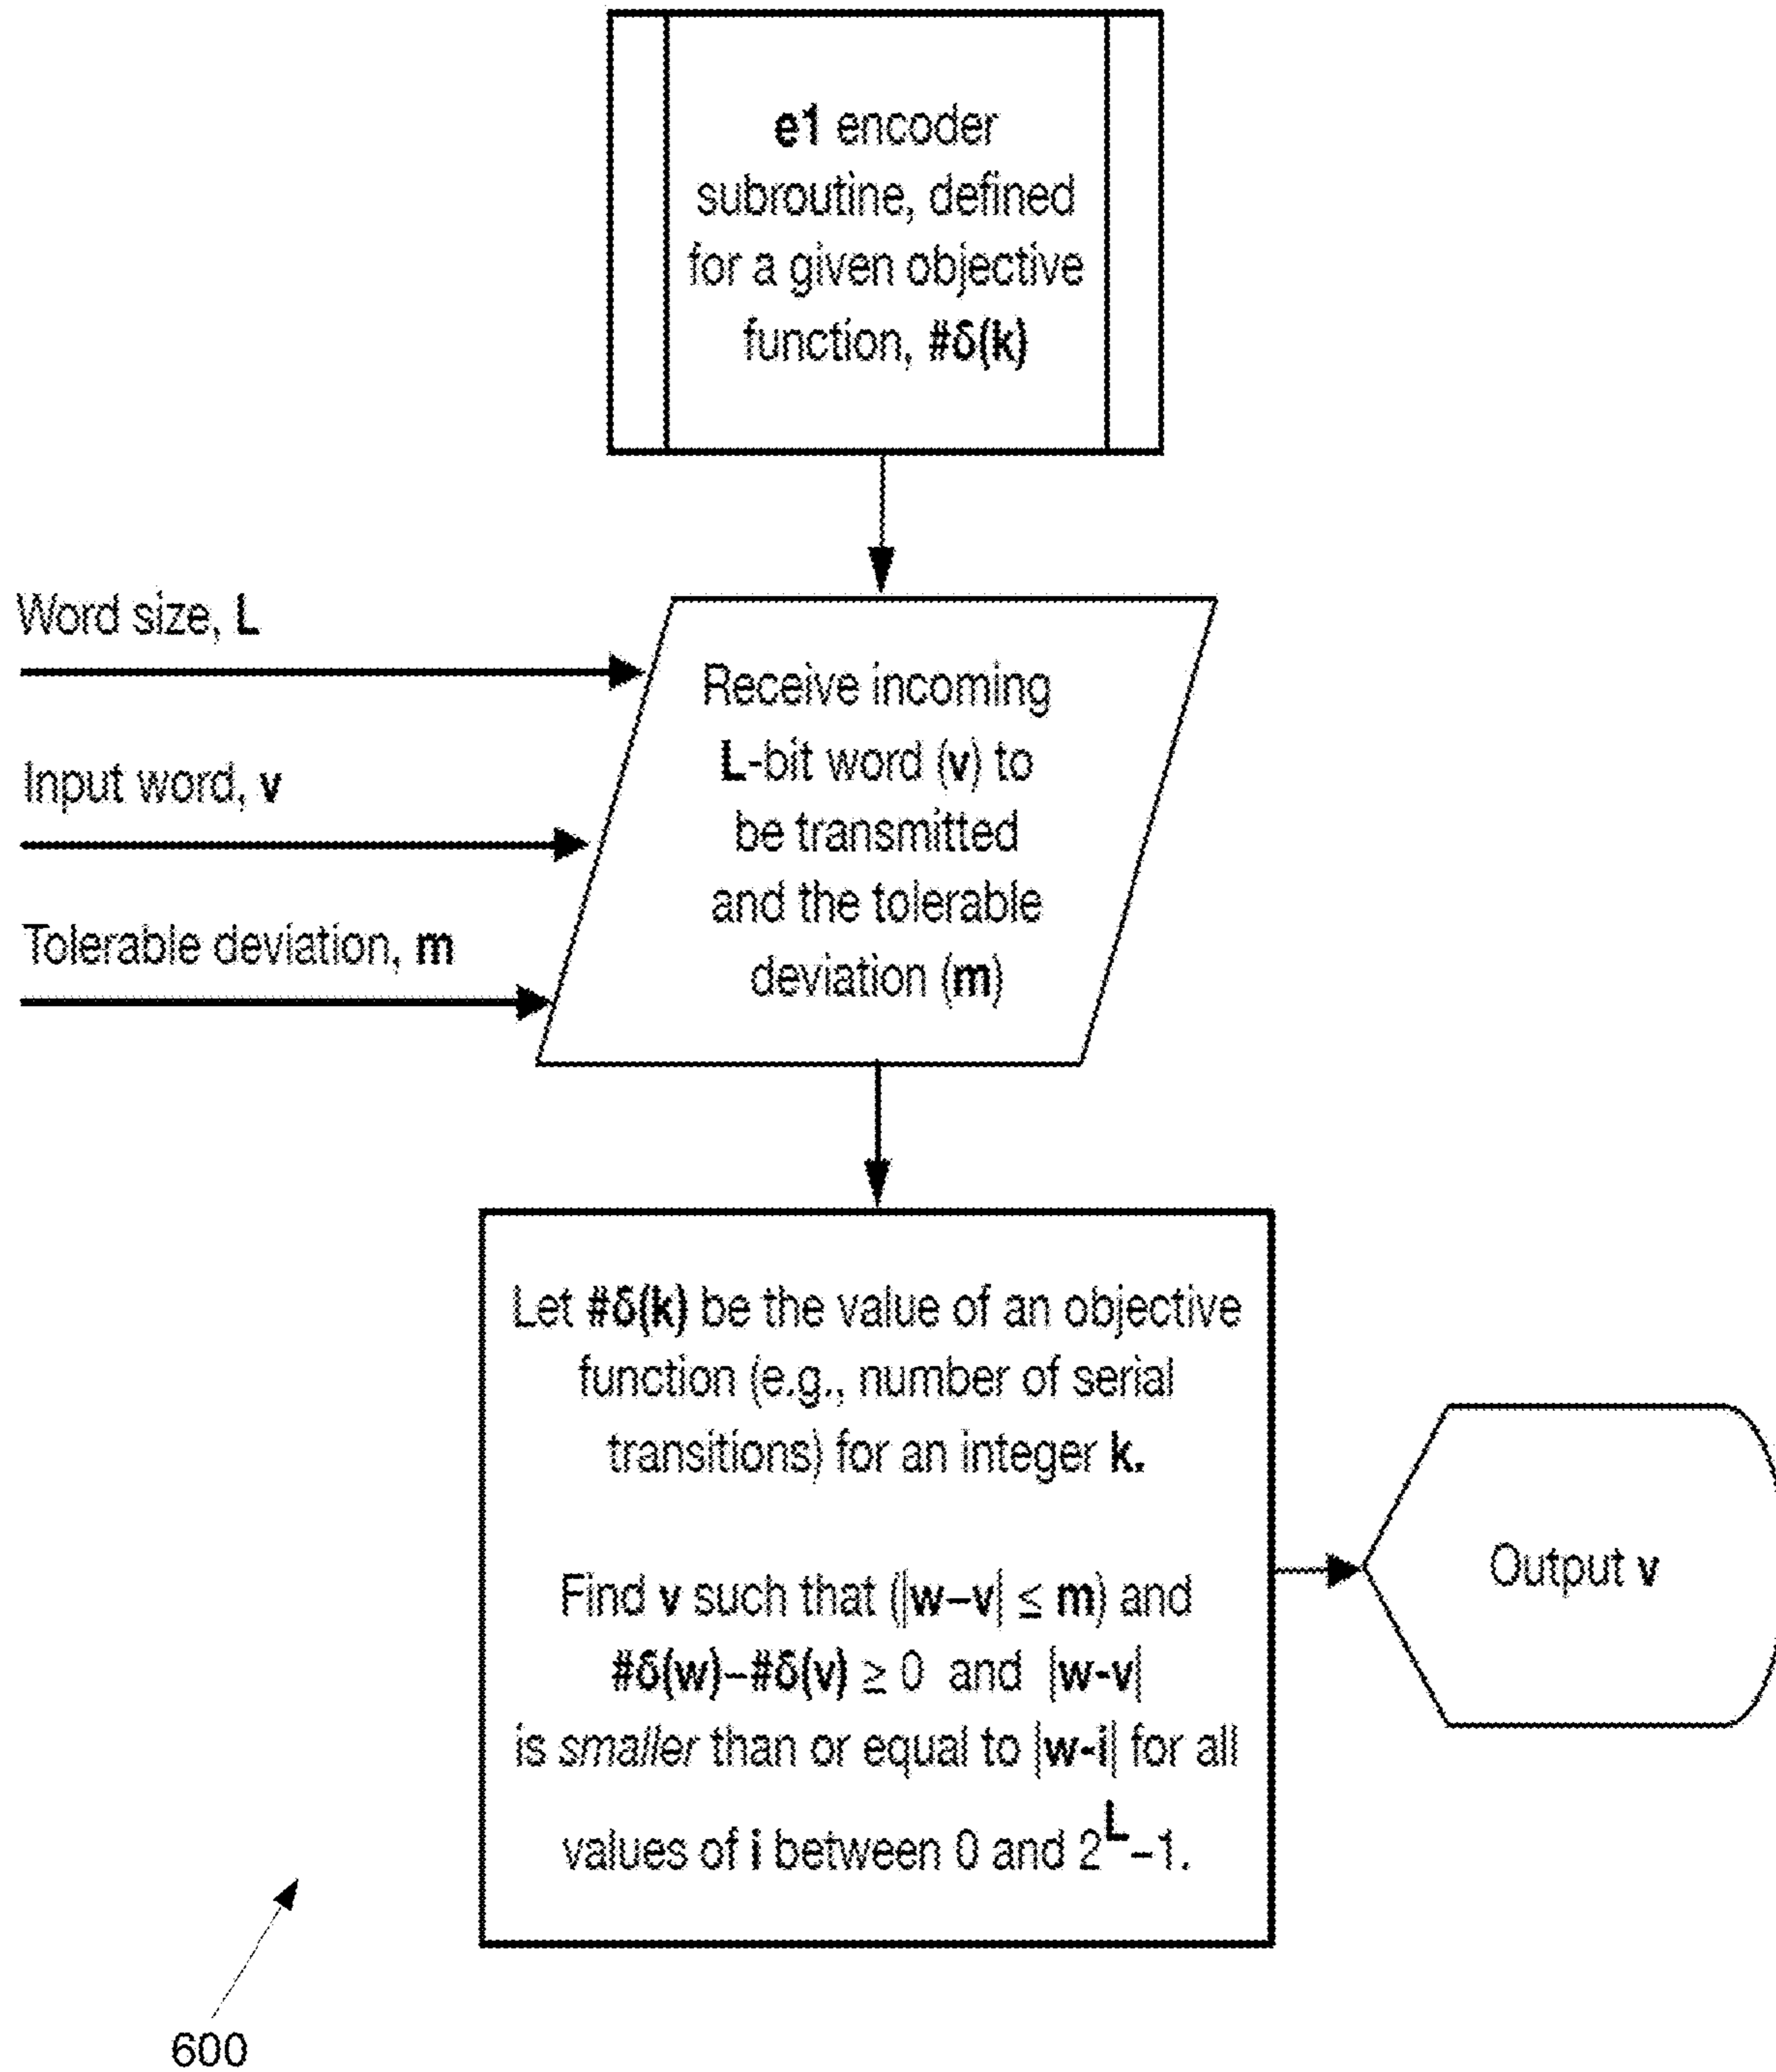 e1 encoder
subroutine, defined
for a given objective
function, #δ(k)
Word size, L
Input word, v
Tolerable deviation, m
Receive incoming
L-bit word (v) to
be transmitted
and the tolerable
deviation (m)
Let #δ(k) be the value of an objective
function (e.g., number of serial
transitions) for an integer k.
Find v such that (|w–v| ≤ m) and
#δ(w)–#δ(v) ≥ 0 and |w-v|
is smaller than or equal to |w-i| for all
values of i between 0 and 2^L–1.
Output v
600